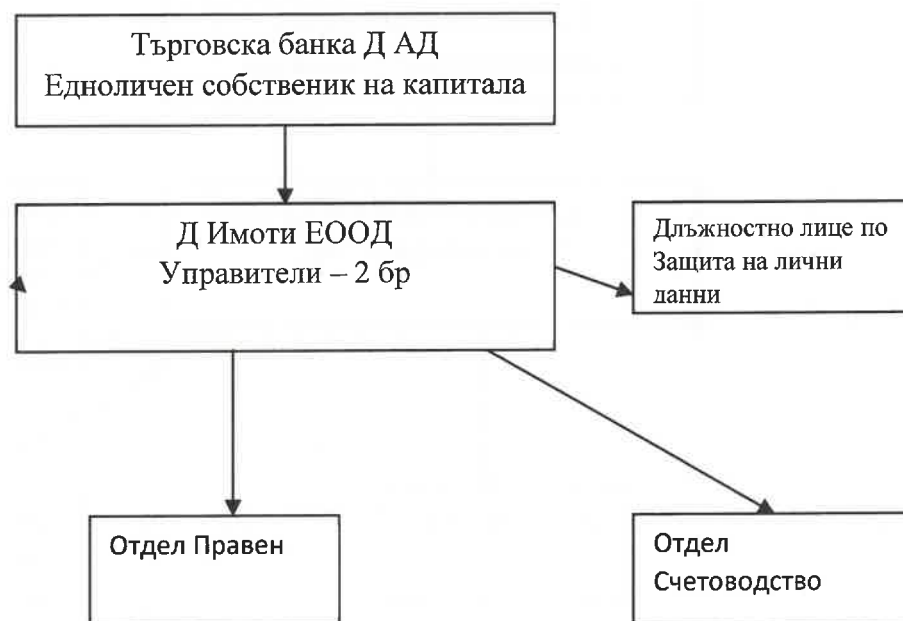 Търговска банка Д АД
Едноличен собственик на капитала
Д Имоти ЕООД
Управители – 2 бр
Длъжностно лице по
Защита на лични
данни
Отдел Правен
Отдел
Счетоводство